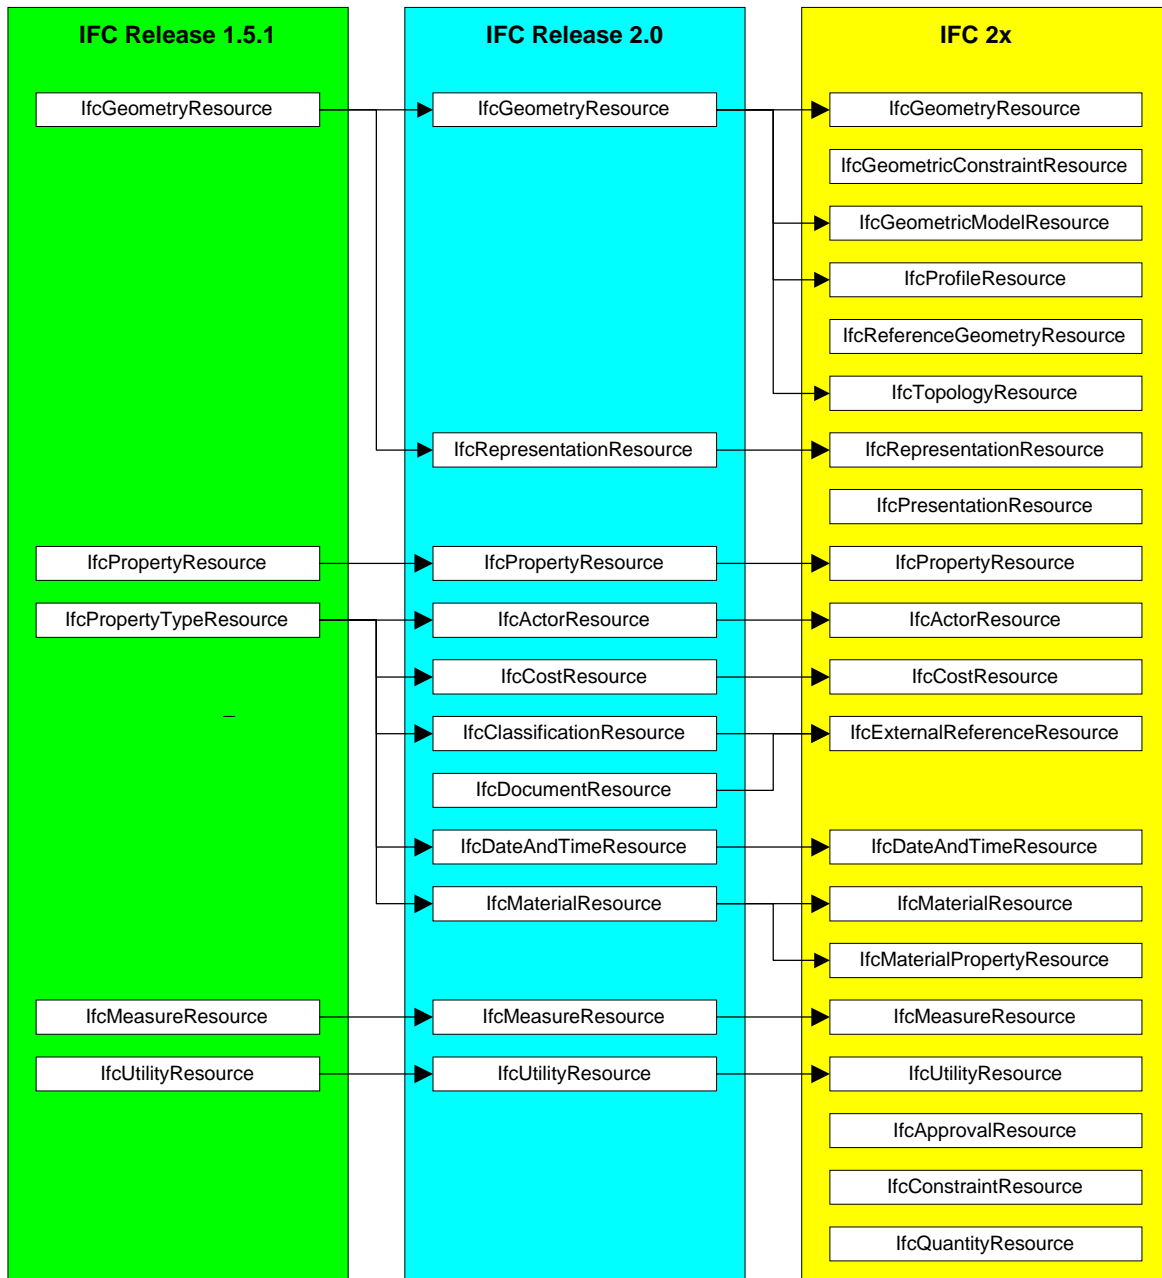 IFC Release 1.5.1
IfcGeometryResource
IfcPropertyResource
IfcPropertyTypeResource
IfcMeasureResource
IfcUtilityResource
IFC Release 2.0
IfcGeometryResource
IfcRepresentationResource
IfcPropertyResource
IfcActorResource
IfcCostResource
IfcClassificationResource
IfcDocumentResource
IfcDateAndTimeResource
IfcMaterialResource
IfcMeasureResource
IfcUtilityResource
IFC 2x
IfcGeometryResource
IfcGeometricConstraintResource
IfcGeometricModelResource
IfcProfileResource
IfcReferenceGeometryResource
IfcTopologyResource
IfcRepresentationResource
IfcPresentationResource
IfcPropertyResource
IfcActorResource
IfcCostResource
IfcExternalReferenceResource
IfcDateAndTimeResource
IfcMaterialResource
IfcMaterialPropertyResource
IfcMeasureResource
IfcUtilityResource
IfcApprovalResource
IfcConstraintResource
IfcQuantityResource